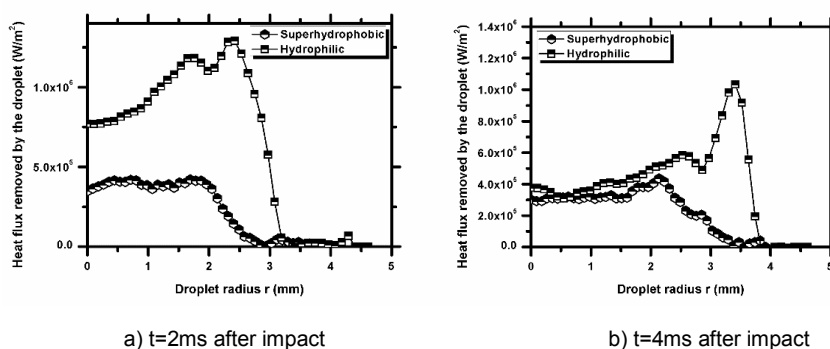 Heat flux removed by the droplet (W/m²)
Superhydrophobic
Hydrophilic
1.0x10⁶
5.0x10⁵
0.0
0 1 2 3 4 5
Droplet radius r (mm)
a) t=2ms after impact
Heat flux removed by the droplet (W/m²)
Superhydrophobic
Hydrophilic
1.4x10⁶
1.2x10⁶
1.0x10⁶
8.0x10⁵
6.0x10⁵
4.0x10⁵
2.0x10⁵
0.0
0 1 2 3 4 5
Droplet radius r (mm)
b) t=4ms after impact